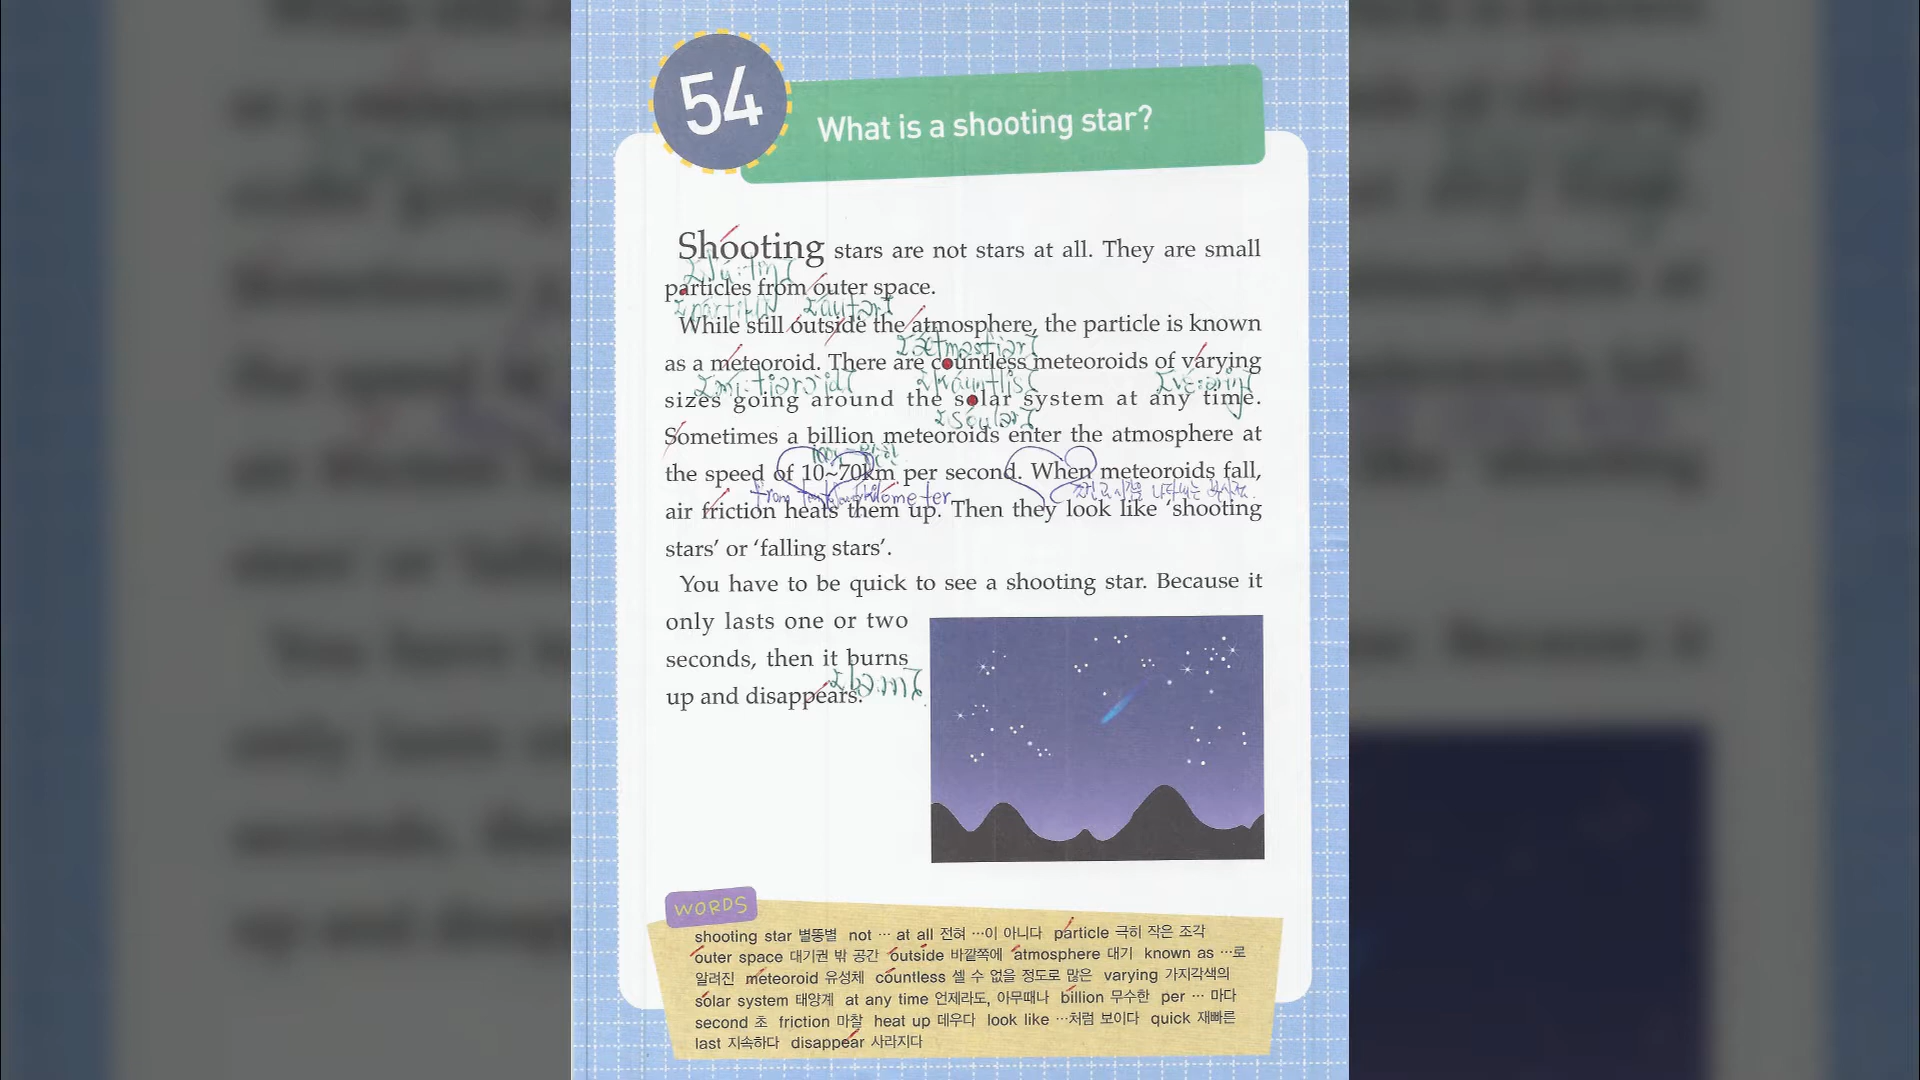 54
What is a shooting star?
Shooting stars are not stars at all. They are small
particles from outer space.
While still outside the atmosphere, the particle is known
as a meteoroid. There are countless meteoroids of varying
sizes going around the solar system at any time.
Sometimes a billion meteoroids enter the atmosphere at
the speed of 10~70km per second. When meteoroids fall,
kilometer
air friction heats them up. Then they look like ‘shooting
stars’ or ‘falling stars’.
You have to be quick to see a shooting star. Because it
only lasts one or two
seconds, then it burns
up and disappears.
WORDS
shooting star 별똥별 not ··· at all 전혀 ···이 아니다 particle 극히 작은 조각
outer space 대기권 밖 공간 outside 바깥쪽에 atmosphere 대기 known as ···로
알려진 meteoroid 유성체 countless 셀 수 없을 정도로 많은 varying 가지각색의
solar system 태양계 at any time 언제라도, 아무때나 billion 무수한 per ··· 마다
second 초 friction 마찰 heat up 데우다 look like ···처럼 보이다 quick 재빠른
last 지속하다 disappear 사라지다